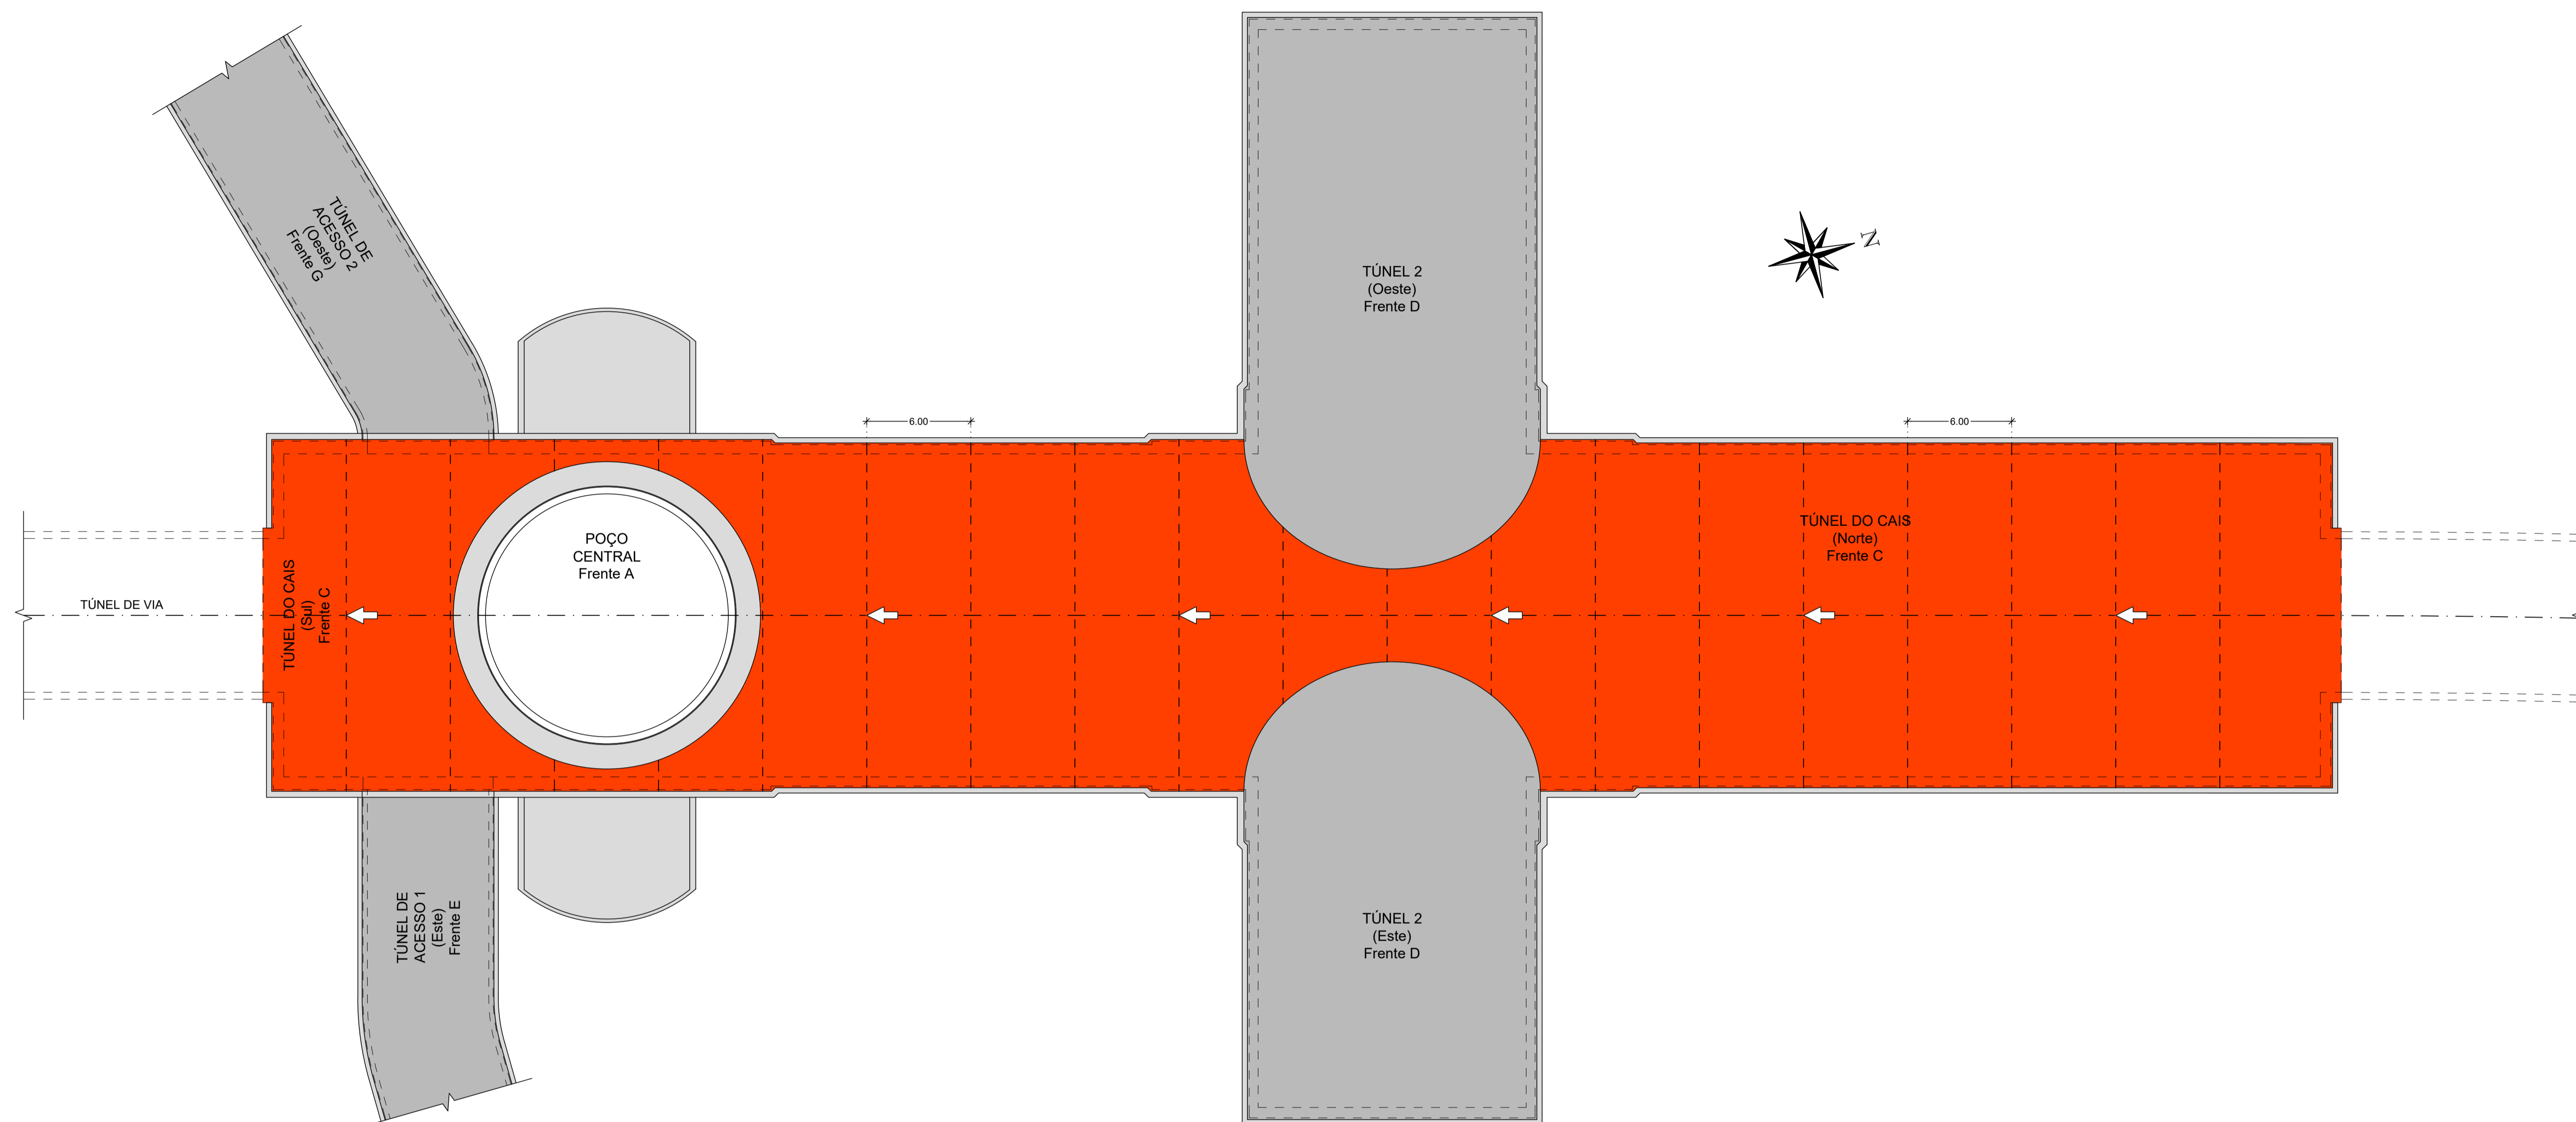 TÚNEL DE
ACESSO 2
(Oeste)
Frente G
TÚNEL 2
(Oeste)
Frente D
N
6.00
6.00
POÇO
CENTRAL
Frente A
TÚNEL DO CAIS
(Norte)
Frente C
TÚNEL DO CAIS
(Sul)
Frente C
TÚNEL DE VIA
TÚNEL DE
ACESSO 1
(Este)
Frente E
TÚNEL 2
(Este)
Frente D